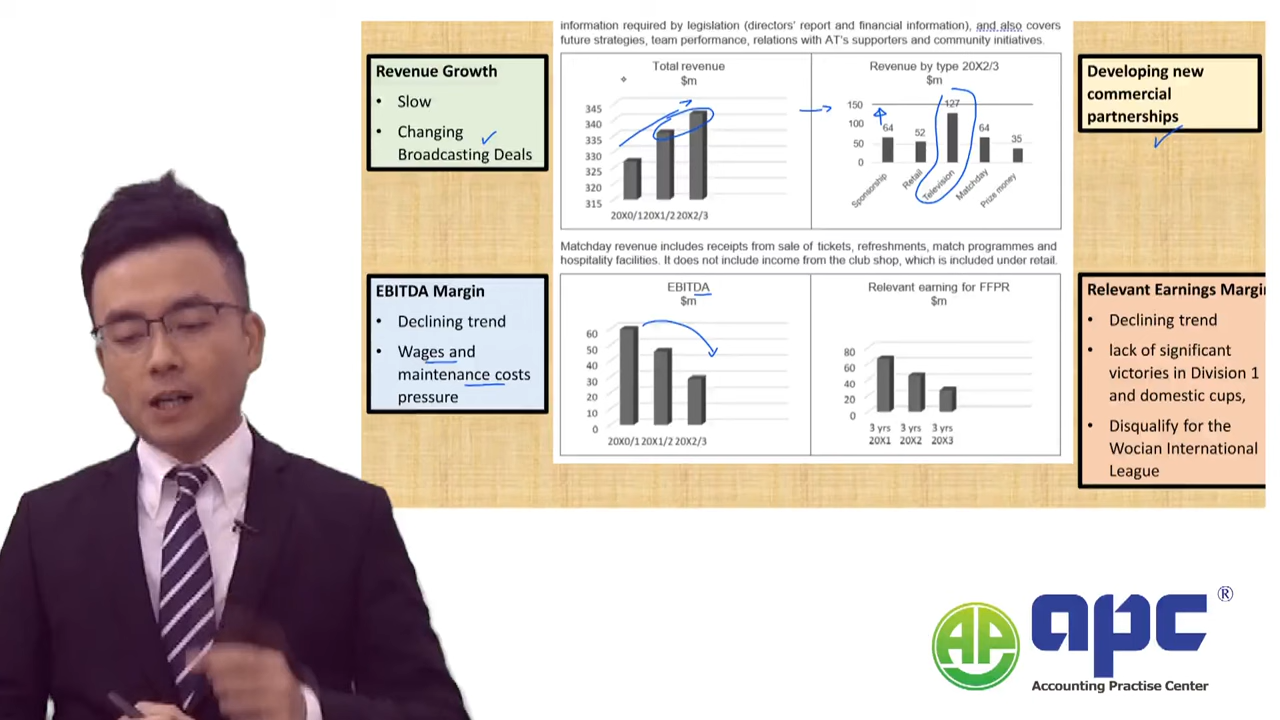 information required by legislation (directors' report and financial information), and also covers
future strategies, team performance, relations with AT's supporters and community initiatives.
Revenue Growth
• Slow
• Changing
Broadcasting Deals
Total revenue
$m
345
340
335
330
325
320
315
20X0/1 20X1/2 20X2/3
Revenue by type 20X2/3
$m
150
100
50
0
64
52
127
64
35
Sponsorship
Retail
Television
Matchday
Prize money
Developing new
commercial
partnerships
Matchday revenue includes receipts from sale of tickets, refreshments, match programmes and
hospitality facilities. It does not include income from the club shop, which is included under retail.
EBITDA Margin
• Declining trend
• Wages and
maintenance costs
pressure
EBITDA
$m
60
50
40
30
20
10
0
20X0/1 20X1/2 20X2/3
Relevant earning for FFPR
$m
80
60
40
20
0
3 yrs 3 yrs 3 yrs
20X1 20X2 20X3
Relevant Earnings Margi
• Declining trend
• lack of significant
victories in Division 1
and domestic cups,
• Disqualify for the
Wocian International
League
AP
apc®
Accounting Practise Center